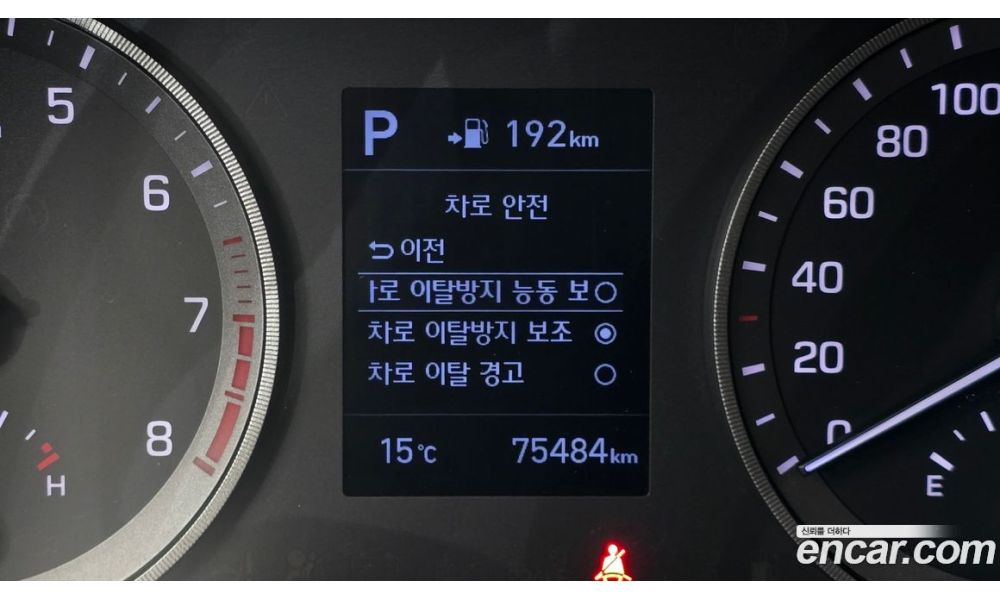 5
6
7
8
H
P 192km
차로 안전
이전
로 이탈방지 능동 보
차로 이탈방지 보조
차로 이탈 경고
15°C 75484km
100
80
60
40
20
0
E
신뢰를 더하다
encar.com